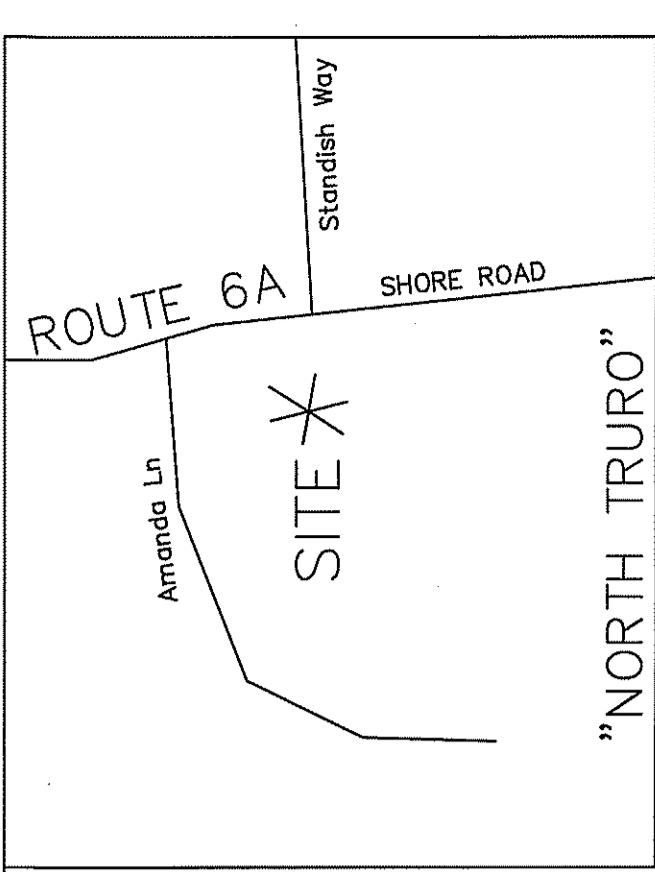 ROUTE 6A
SHORE ROAD
Standish Way
Amanda Ln
SITE
"NORTH TRURO"